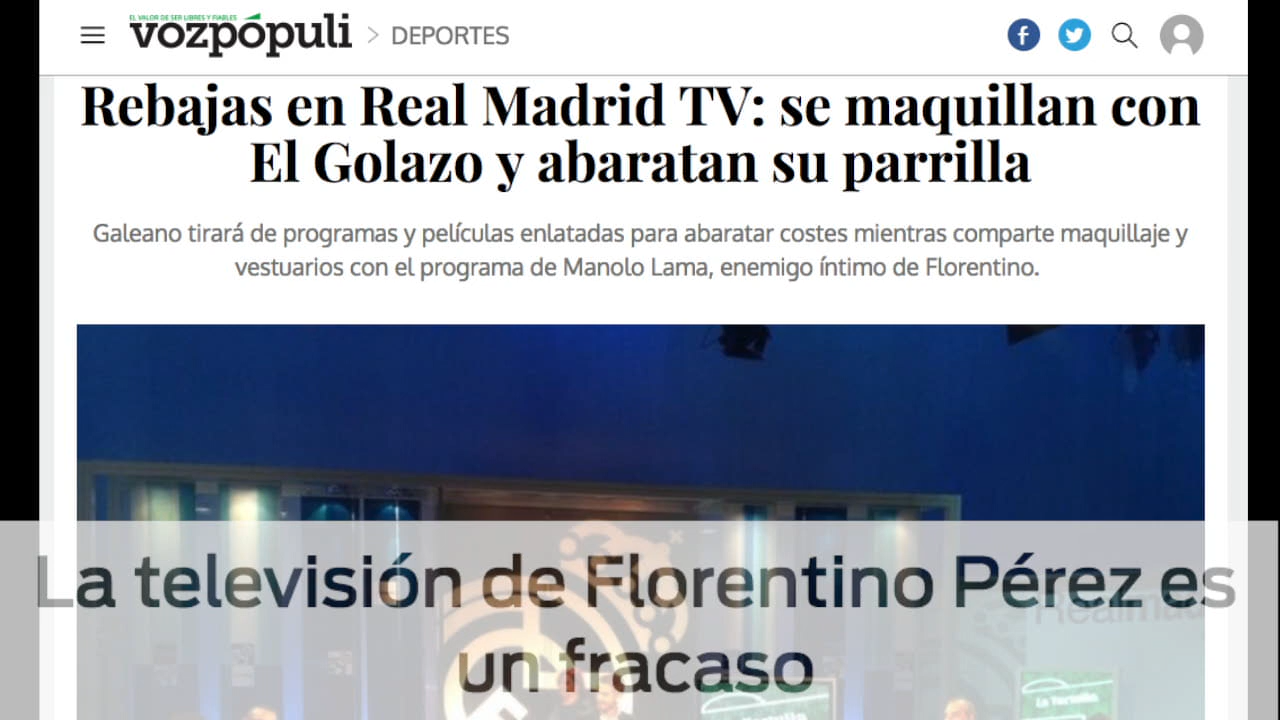 EL VALOR DE SER LIBRES Y FIABLES
vozpópuli > DEPORTES
Rebajas en Real Madrid TV: se maquillan con
El Golazo y abaratan su parrilla
Galeano tirará de programas y películas enlatadas para abaratar costes mientras comparte maquillaje y
vestuarios con el programa de Manolo Lama, enemigo íntimo de Florentino.
La televisión de Florentino Pérez es
un fracaso
La Tertulia